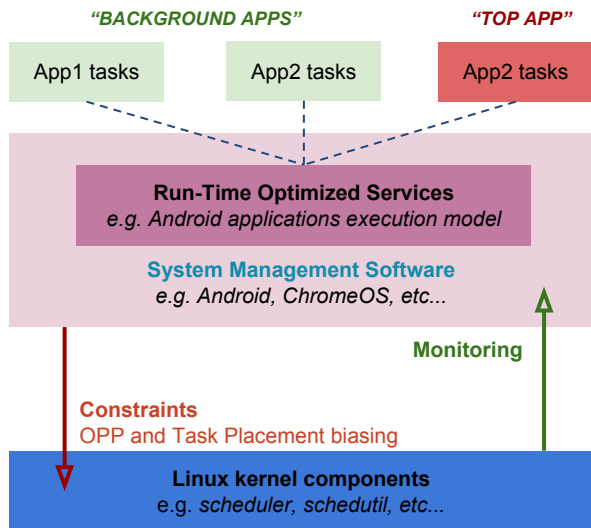 “BACKGROUND APPS”
“TOP APP”
App1 tasks
App2 tasks
App2 tasks
Run-Time Optimized Services
e.g. Android applications execution model
System Management Software
e.g. Android, ChromeOS, etc...
Monitoring
Constraints
OPP and Task Placement biasing
Linux kernel components
e.g. scheduler, schedutil, etc...